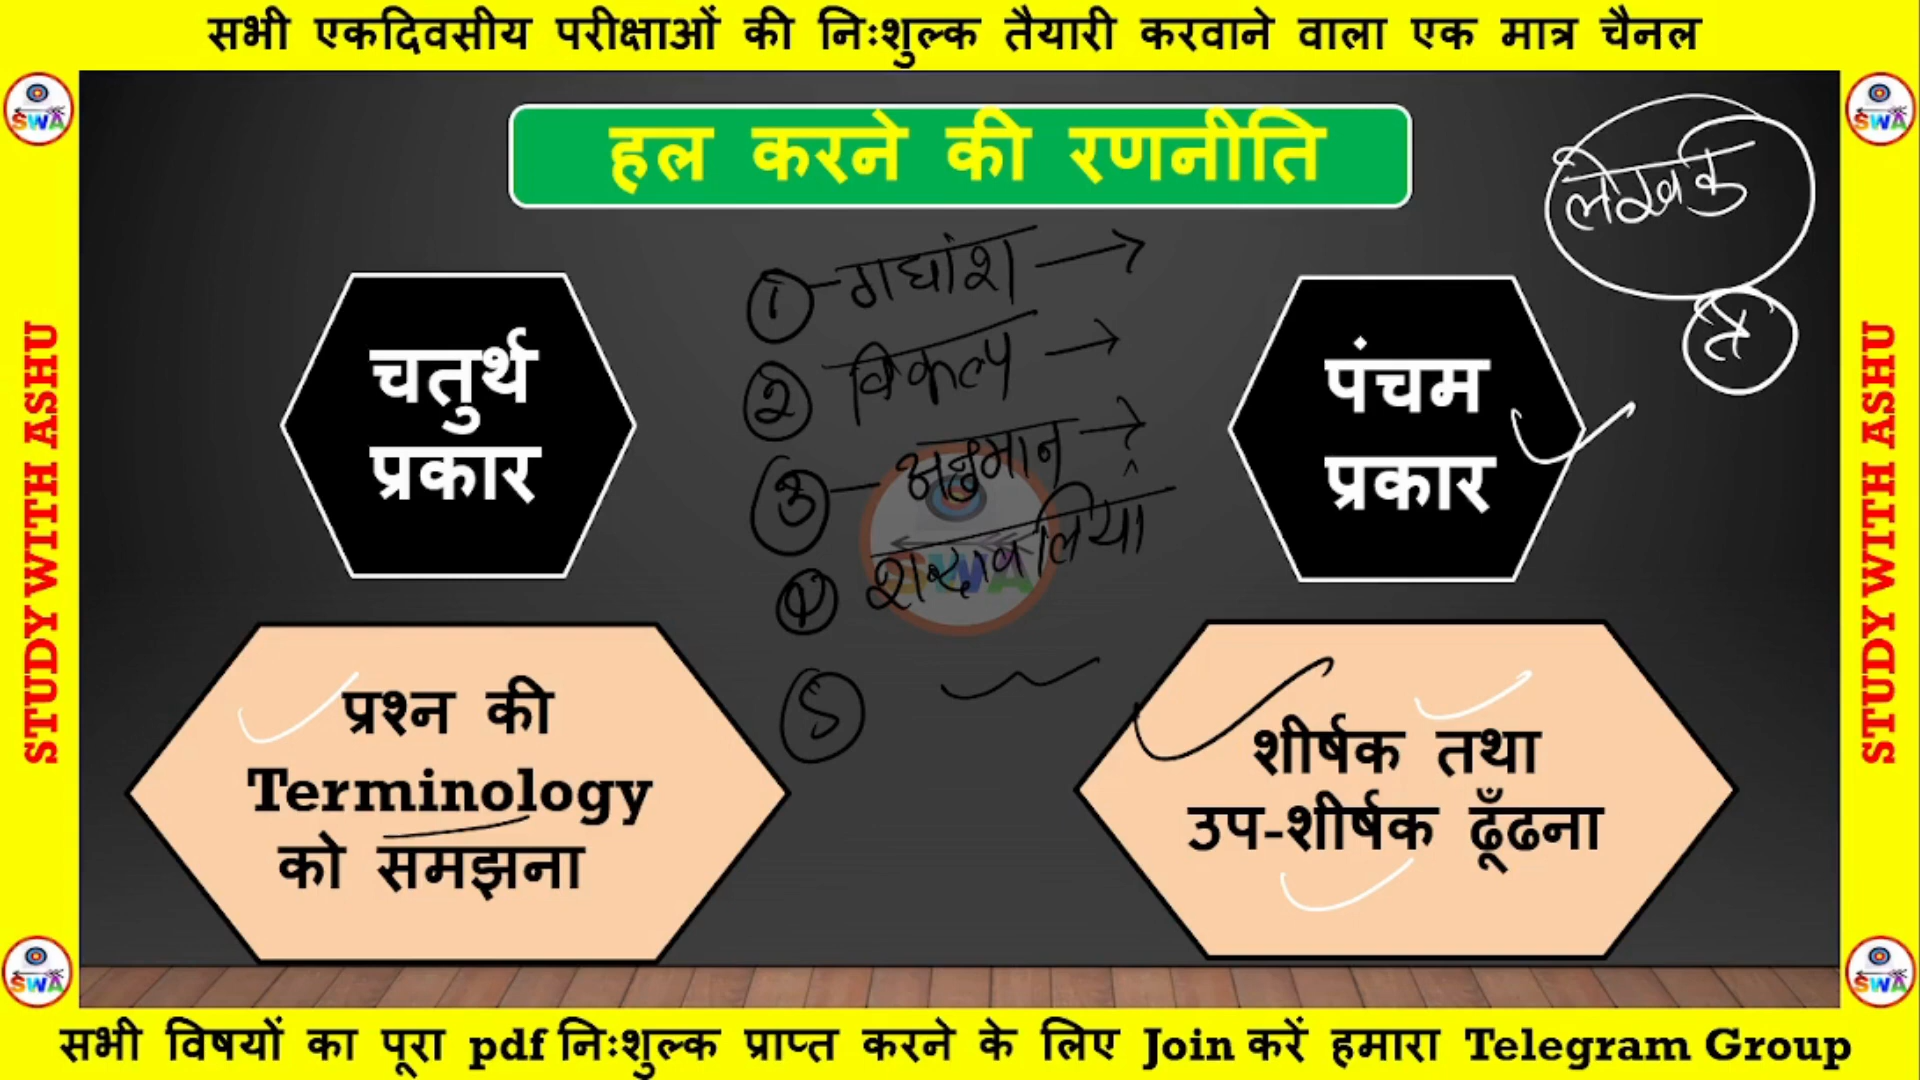 सभी एकदिवसीय परीक्षाओं की निःशुल्क तैयारी करवाने वाला एक मात्र चैनल
SWA
SWA
हल करने की रणनीति
लेखक
ते
① गद्यांश →
② विकल्प →
③ अनुमान →
④ शब्दावलियाँ
⑤
चतुर्थ
प्रकार
पंचम
प्रकार
STUDY WITH ASHU
STUDY WITH ASHU
SWA
प्रश्न की
Terminology
को समझना
शीर्षक तथा
उप-शीर्षक ढूँढना
SWA
SWA
सभी विषयों का पूरा pdf निःशुल्क प्राप्त करने के लिए Join करें हमारा Telegram Group